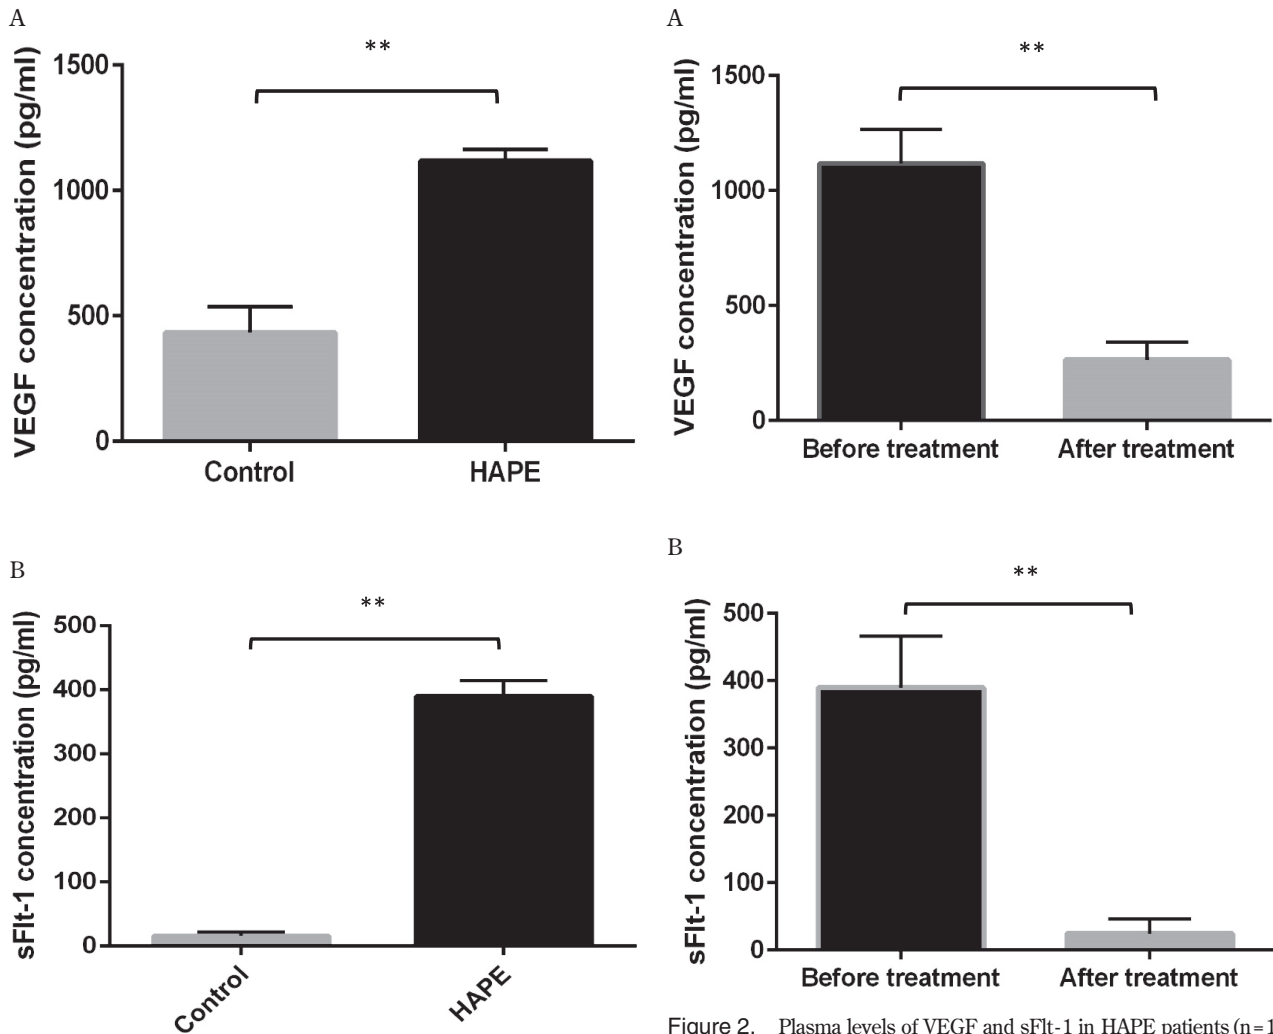 A
**
VEGF concentration (pg/ml)
1500
1000
500
0
Control
HAPE
A
**
VEGF concentration (pg/ml)
1500
1000
500
0
Before treatment
After treatment
B
**
sFlt-1 concentration (pg/ml)
500
400
300
200
100
0
Control
HAPE
B
**
sFlt-1 concentration (pg/ml)
500
400
300
200
100
0
Before treatment
After treatment
Figure 2. Plasma levels of VEGF and sFlt-1 in HAPE patients (n=1